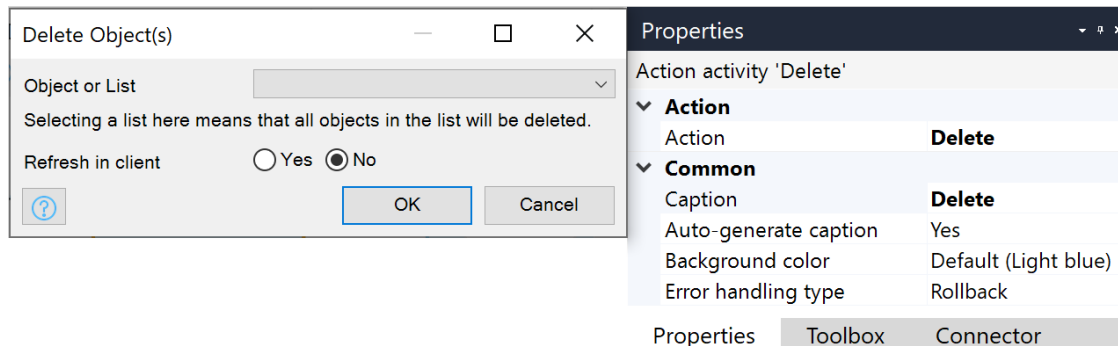 Delete Object(s)
Object or List
Selecting a list here means that all objects in the list will be deleted.
Refresh in client Yes No
OK Cancel
Properties
Action activity 'Delete'
Action
Action Delete
Common
Caption Delete
Auto-generate caption Yes
Background color Default (Light blue)
Error handling type Rollback
Properties Toolbox Connector